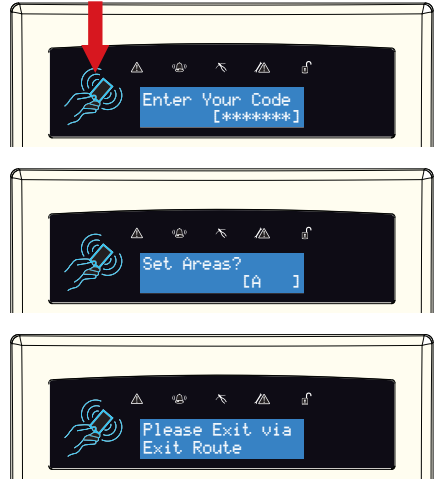 Enter Your Code
[*******]
Set Areas?
[A ]
Please Exit via
Exit Route